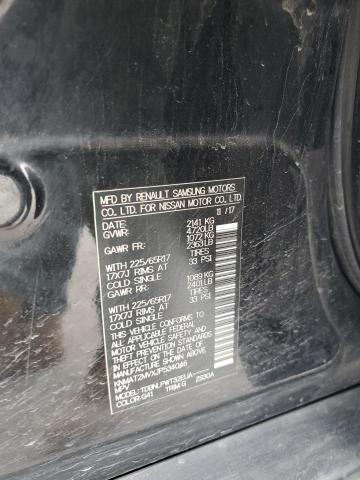 MFD BY RENAULT SAMSUNG MOTORS
CO., LTD. FOR NISSAN MOTOR CO., LTD.
DATE: 11 /17
GVWR: 2141 KG
4720LB
GAWR FR: 1072 KG
2363LB
WITH 225/65R17 TIRES
17X7J RIMS AT 33 PSI
COLD SINGLE
GAWR RR: 1089 KG
2401LB
WITH 225/65R17 TIRES
17X7J RIMS AT 33 PSI
COLD SINGLE
THIS VEHICLE CONFORMS TO ALL
APPLICABLE FEDERAL MOTOR VEHICLE
SAFETY AND THEFT PREVENTION
STANDARDS IN EFFECT ON THE DATE OF
MANUFACTURE SHOWN ABOVE.
MPV
MODEL: Z930A
COLOR: G41 TRIM G